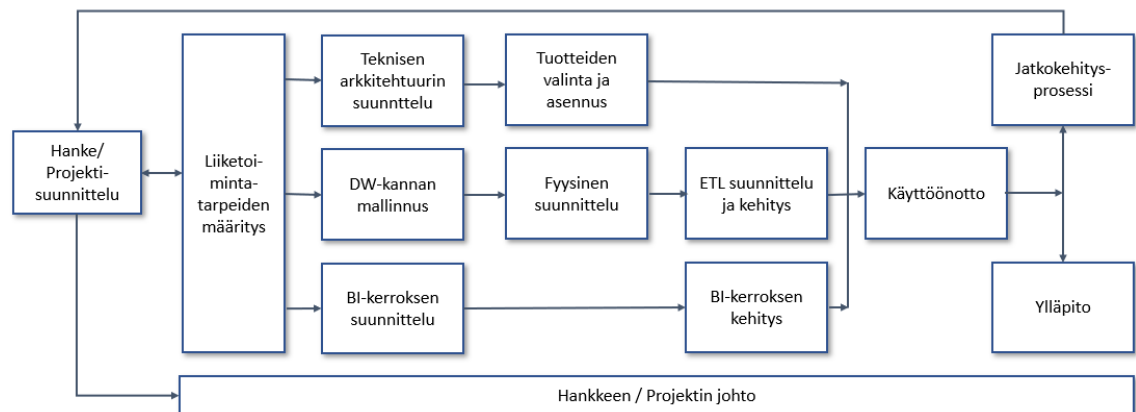 Hanke/
Projekti-
suunnittelu
Liiketoi-
minta-
tarpeiden
määritys
Teknisen
arkkitehtuurin
suunnttelu
Tuotteiden
valinta ja
asennus
DW-kannan
mallinnus
Fyysinen
suunnittelu
ETL suunnittelu
ja kehitys
BI-kerroksen
suunnittelu
BI-kerroksen
kehitys
Käyttöönotto
Jatkokehitys-
prosessi
Ylläpito
Hankkeen / Projektin johto